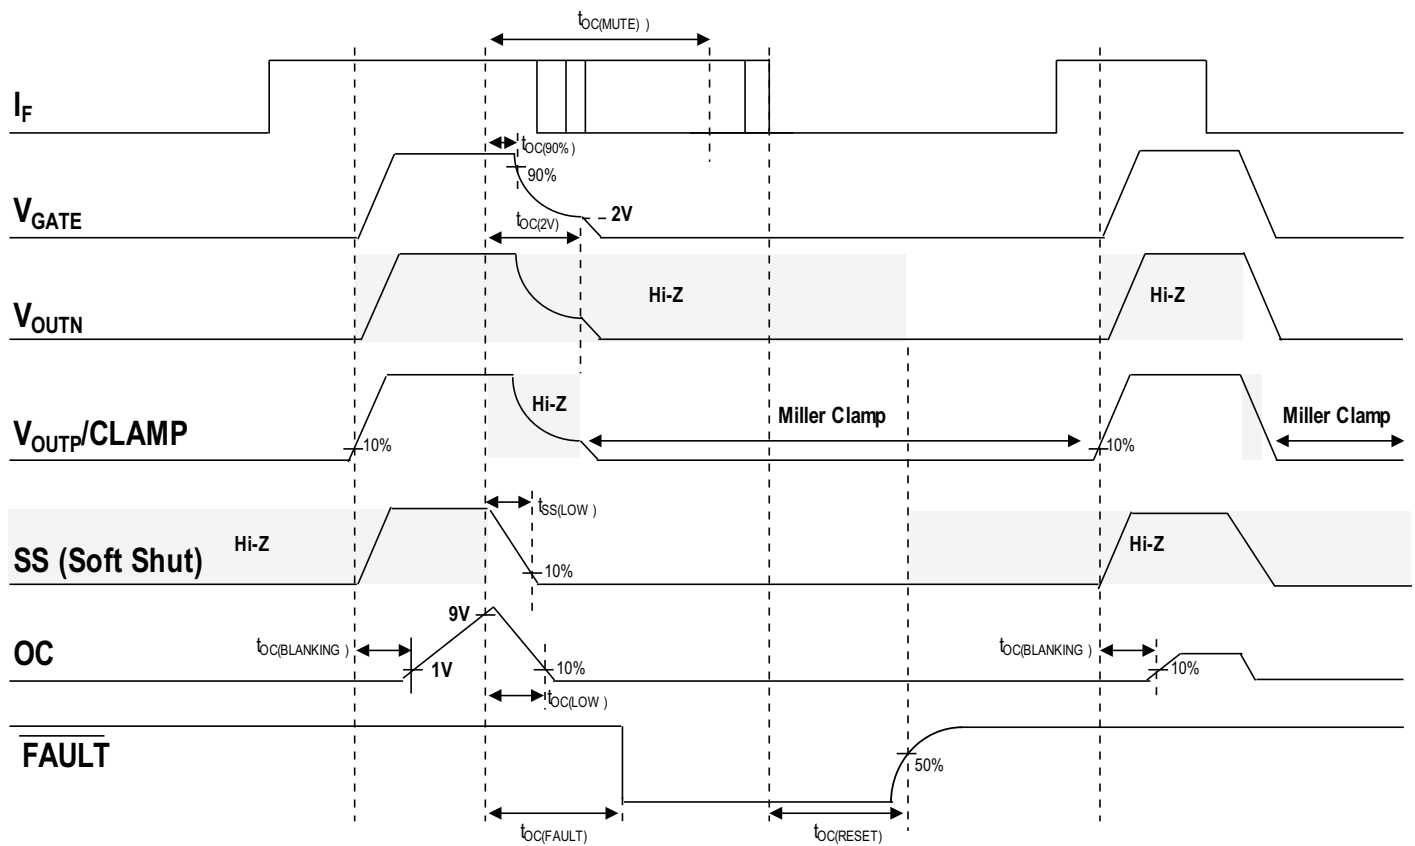 tOC(MUTE) )
IF
tOC(90%)
90%
VGATE
2V
tOC(2V)
Hi-Z
Hi-Z
VOUTN
Hi-Z
Miller Clamp
Miller Clamp
VOUTP/CLAMP
10%
10%
tSS(LOW )
Hi-Z
Hi-Z
SS (Soft Shut)
10%
9V
OC
tOC(BLANKING )
tOC(BLANKING )
1V
10%
10%
tOC(LOW)
FAULT
50%
tOC(FAULT)
tOC(RESET)